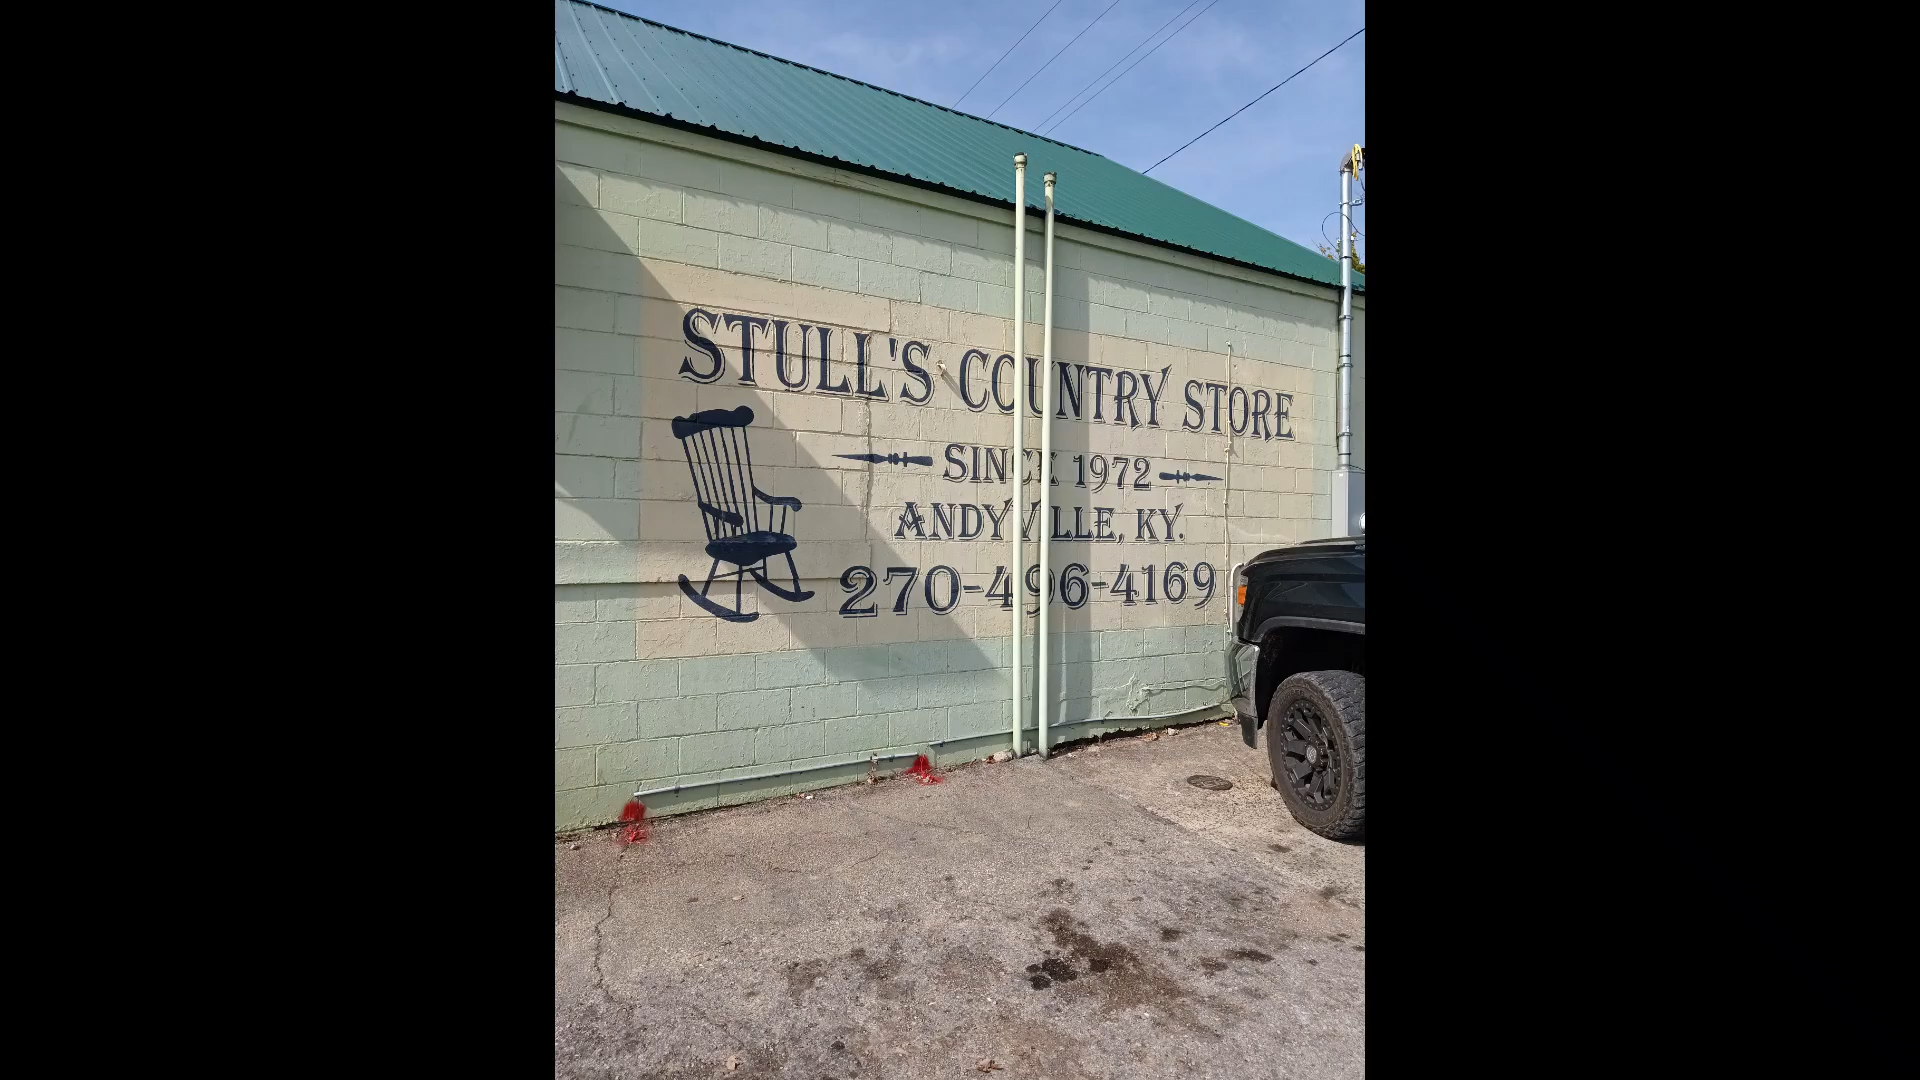 STULL'S COUNTRY STORE
SINCE 1972
ANDYVILLE, KY.
270-496-4169